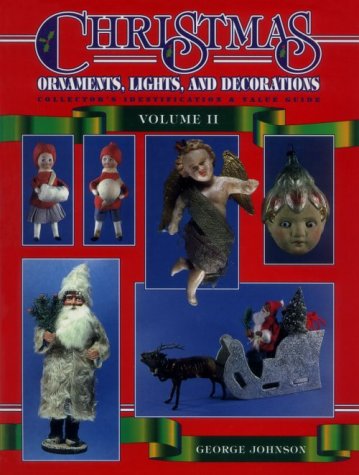 CHRISTMAS
ORNAMENTS, LIGHTS, AND DECORATIONS
COLLECTOR'S IDENTIFICATION & VALUE GUIDE
VOLUME II
GEORGE JOHNSON